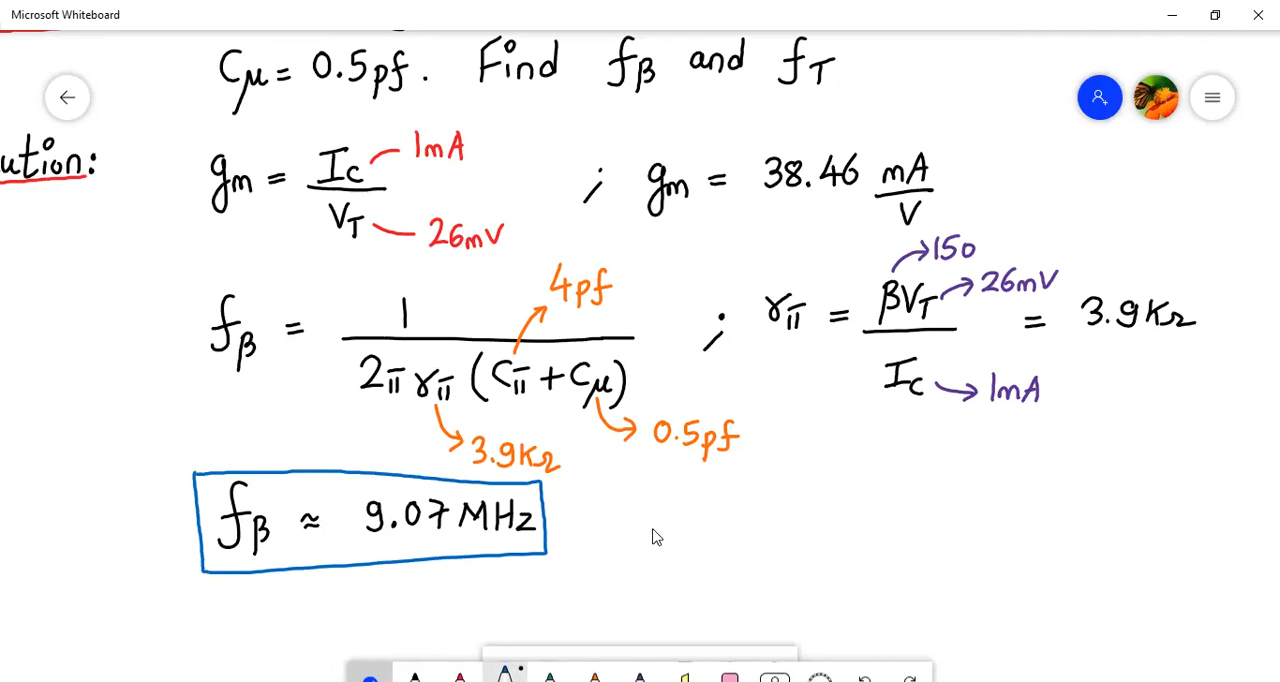 Microsoft Whiteboard
Cμ = 0.5pf. Find fβ and fT
ution:
gm = Ic / VT ; gm = 38.46 mA / V
1mA
26mV
fβ = 1 / 2π rπ (Cπ + Cμ) ; rπ = βVT / Ic = 3.9KΩ
4pf
150
26mV
1mA
3.9KΩ
0.5pf
fβ ≈ 9.07 MHz